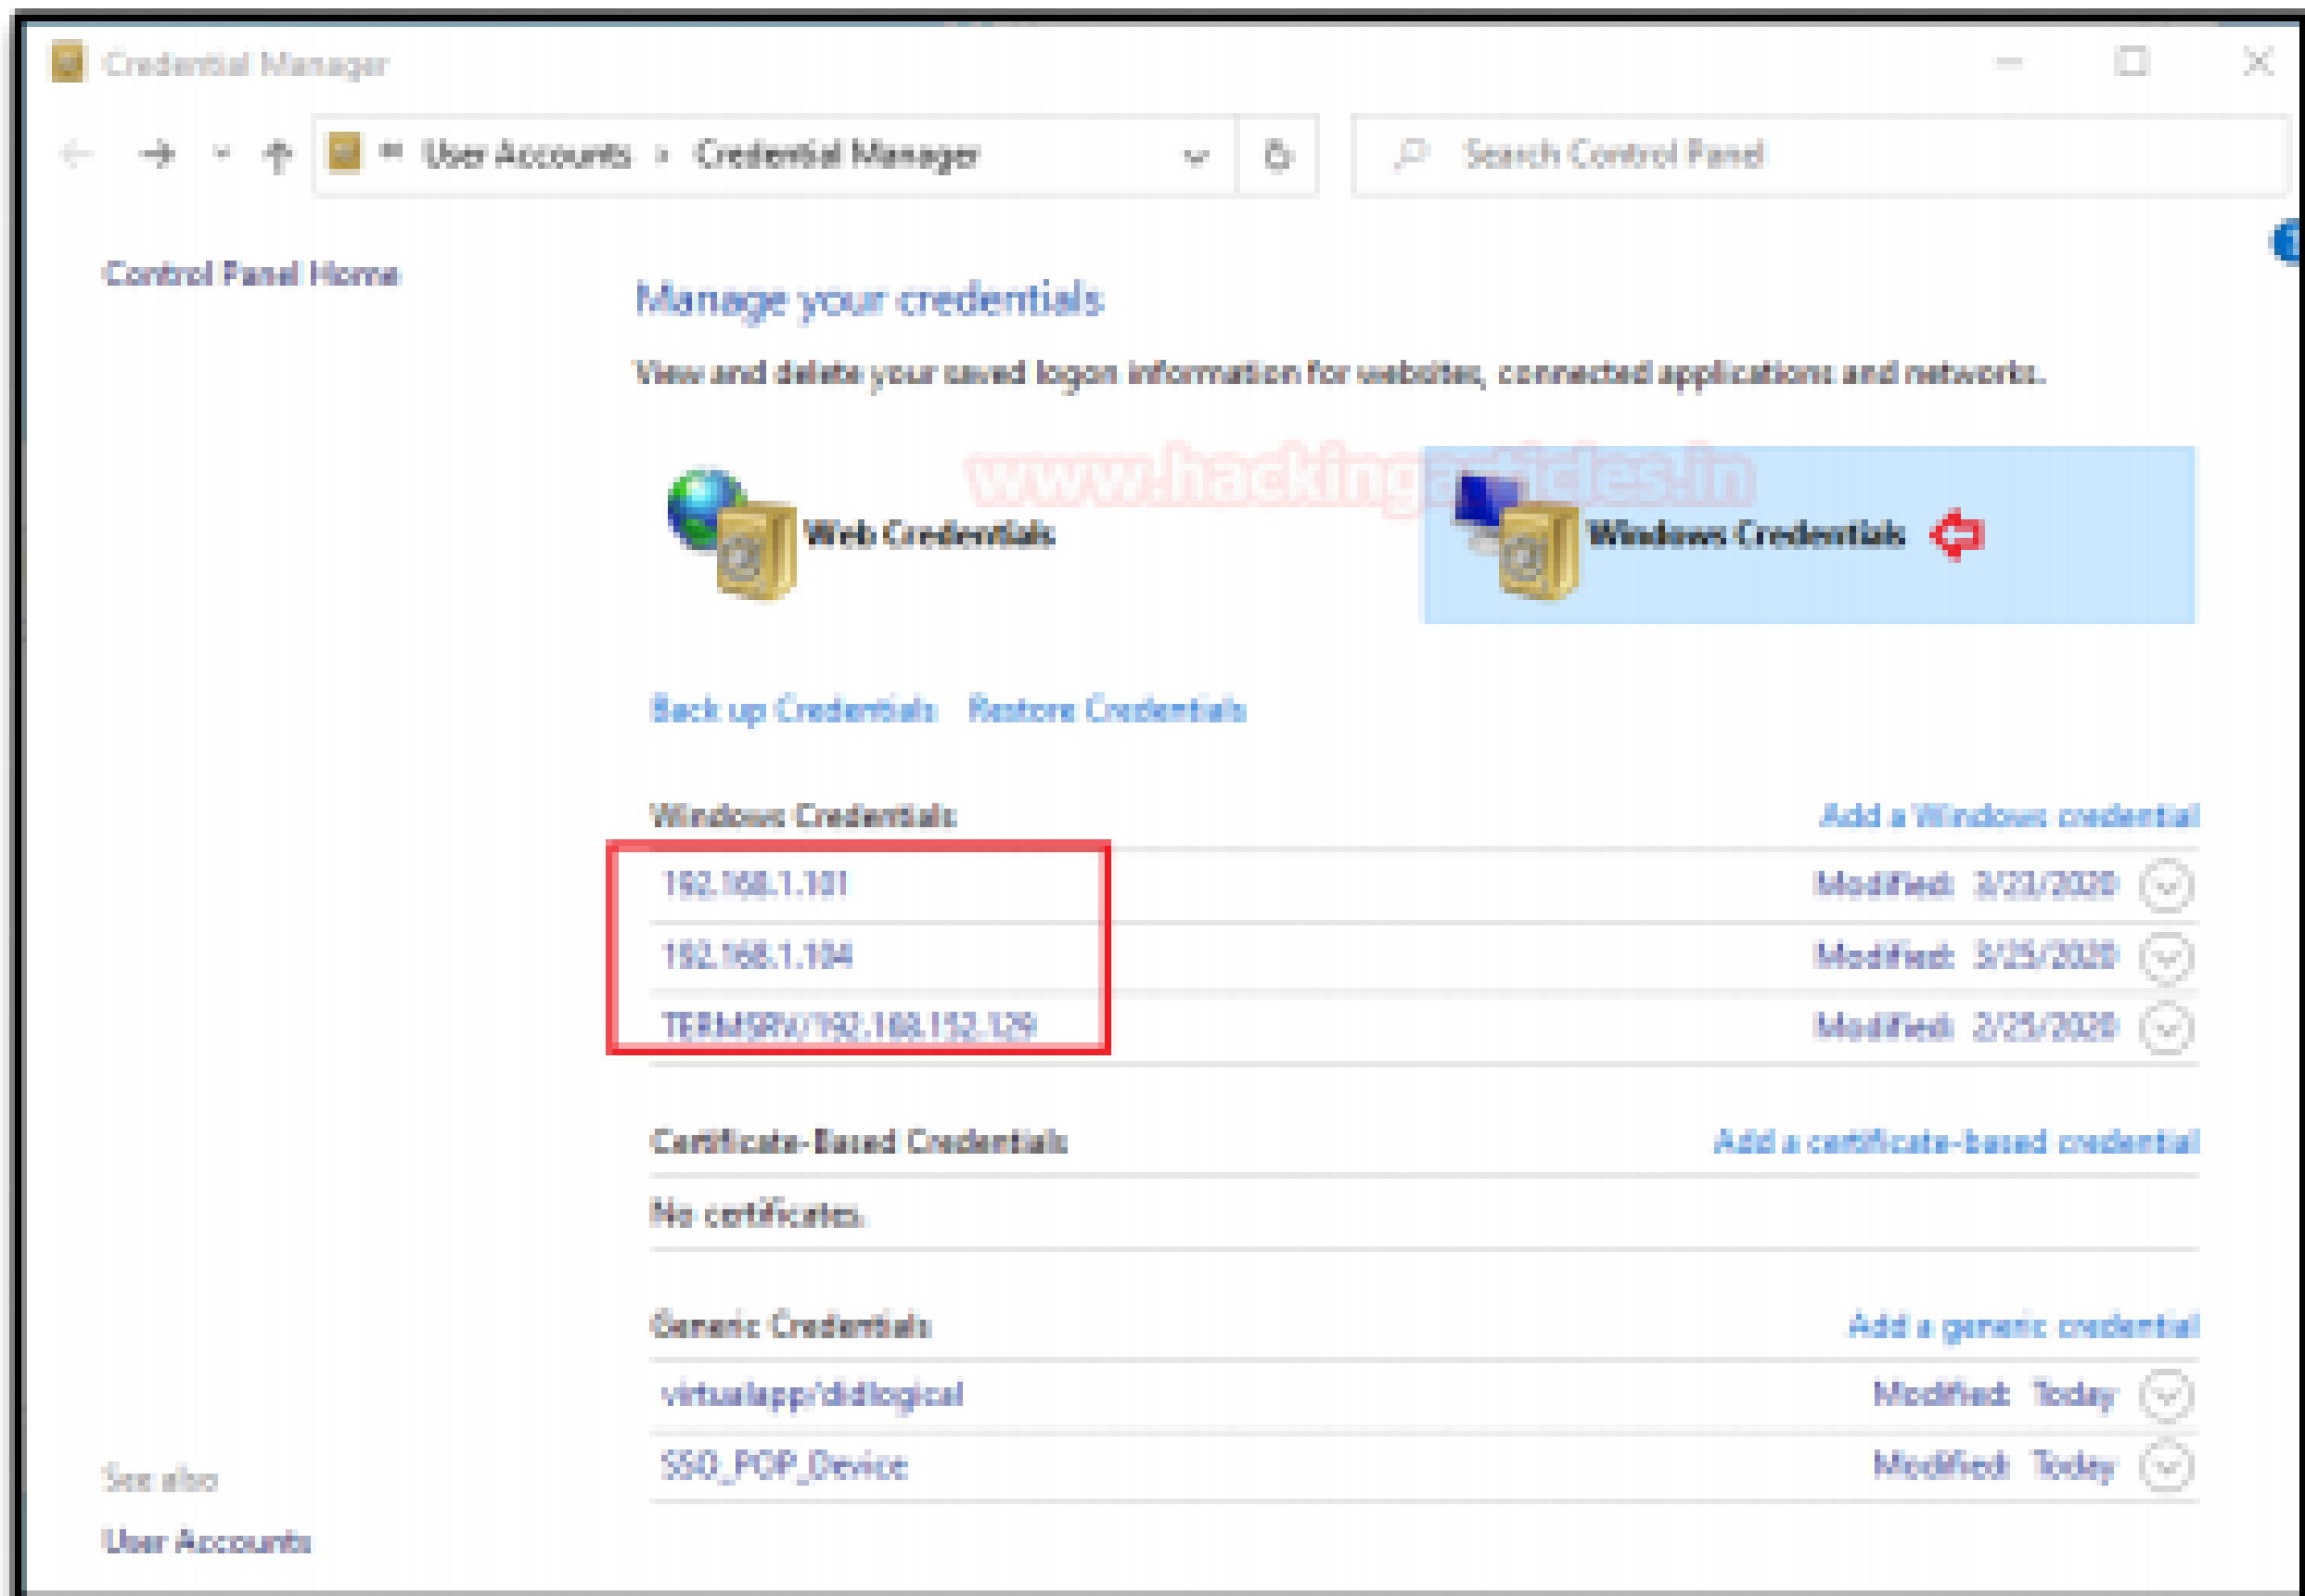 Credential Manager
User Accounts > Credential Manager
Search Control Panel
Control Panel Home
Manage your credentials
View and delete your saved logon information for websites, connected applications and networks.
www.hackingarticles.in
Web Credentials
Windows Credentials
Back up Credentials Restore Credentials
Windows Credentials Add a Windows credential
192.168.1.101 Modified: 3/23/2020
192.168.1.104 Modified: 3/25/2020
TERMSRV/192.168.152.129 Modified: 2/25/2020
Certificate-Based Credentials Add a certificate-based credential
No certificates.
Generic Credentials Add a generic credential
virtualapp/didlogical Modified: Today
SSO_POP_Device Modified: Today
See also
User Accounts